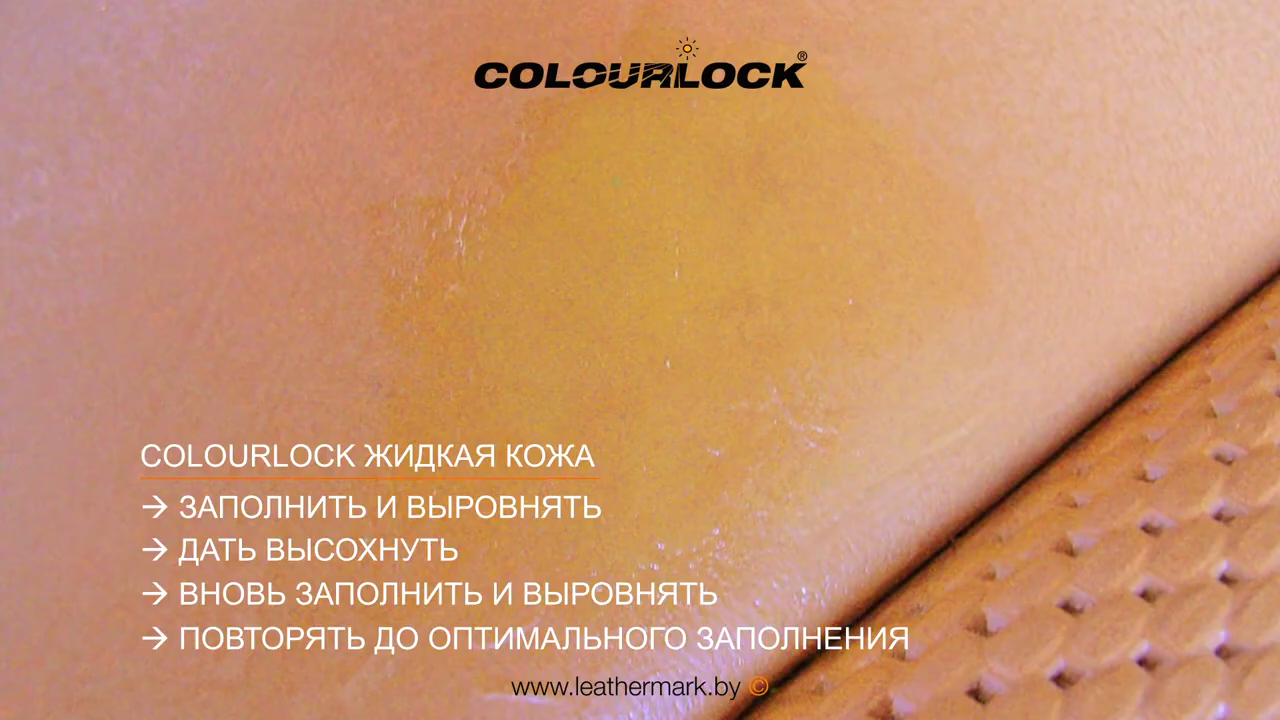 COLOURLOCK®
COLOURLOCK ЖИДКАЯ КОЖА
→ ЗАПОЛНИТЬ И ВЫРОВНЯТЬ
→ ДАТЬ ВЫСОХНУТЬ
→ ВНОВЬ ЗАПОЛНИТЬ И ВЫРОВНЯТЬ
→ ПОВТОРЯТЬ ДО ОПТИМАЛЬНОГО ЗАПОЛНЕНИЯ
www.leathermark.by ©